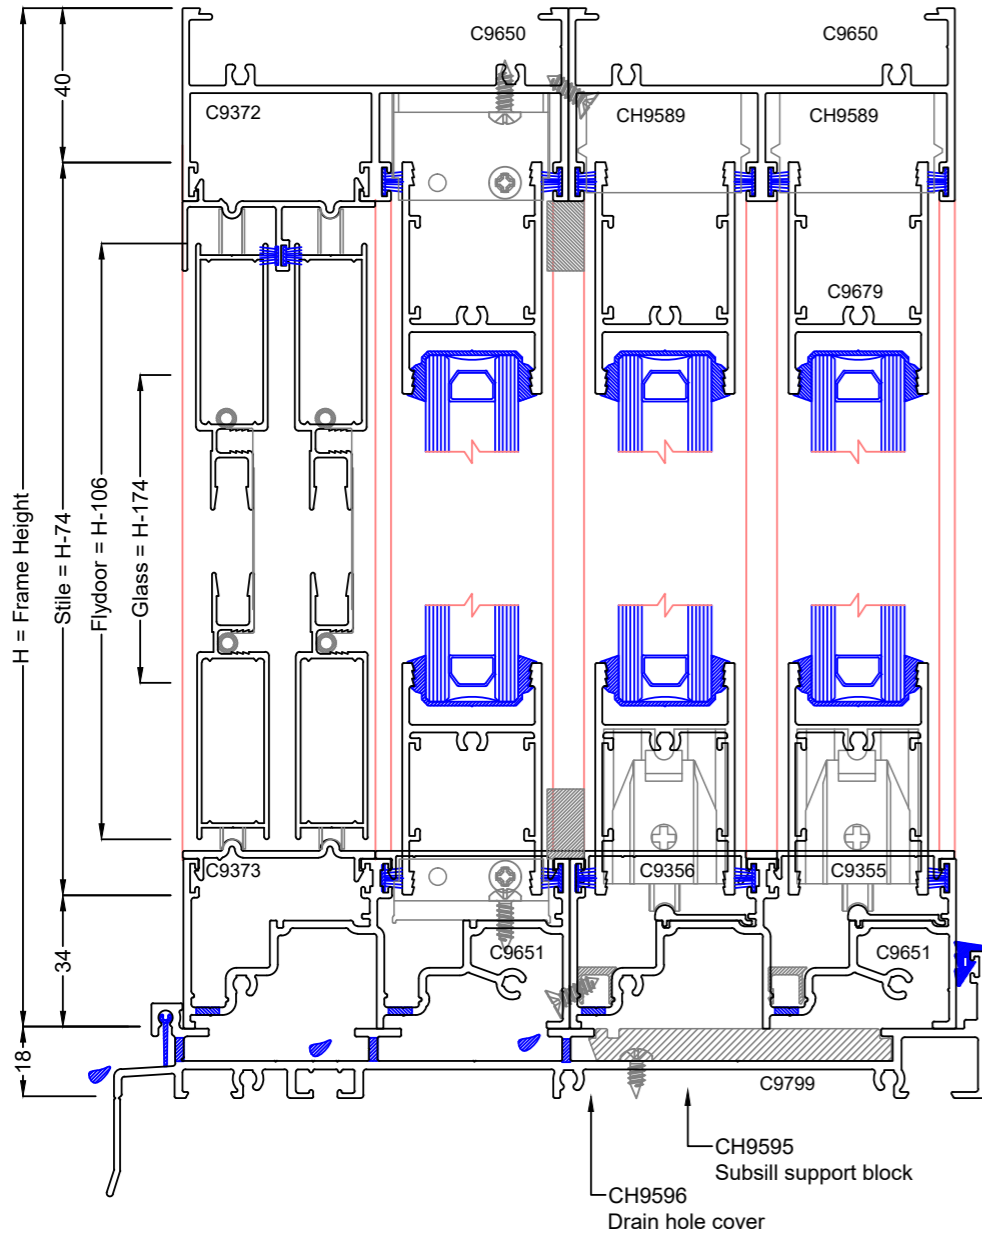 C9650
C9650
40
C9372
CH9589
CH9589
C9679
H = Frame Height
Stile = H-74
Flydoor = H-106
Glass = H-174
C9373
C9356
C9355
34
C9651
C9651
18
C9799
CH9595
Subsill support block
CH9596
Drain hole cover